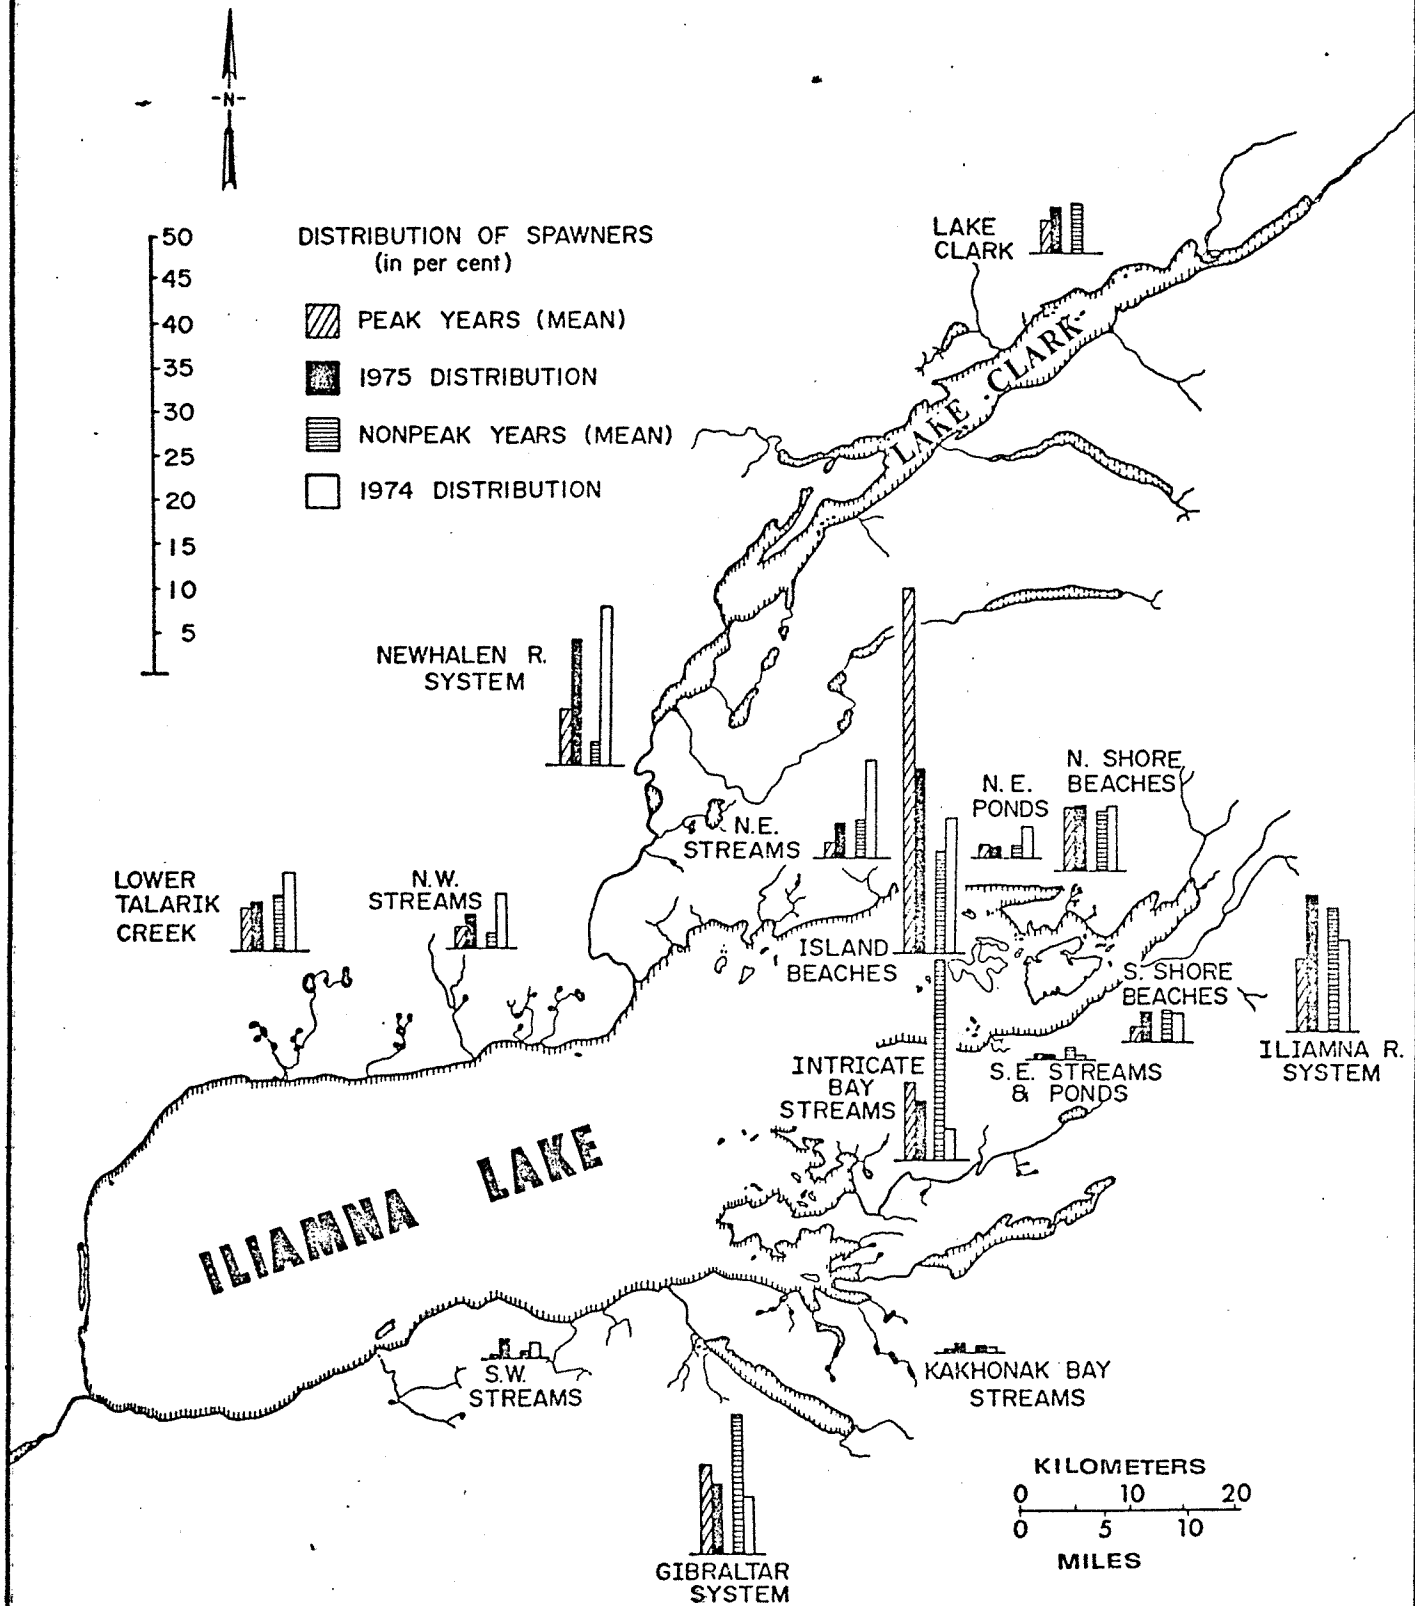 -N-
50
45
40
35
30
25
20
15
10
5
DISTRIBUTION OF SPAWNERS
(in per cent)
PEAK YEARS (MEAN)
1975 DISTRIBUTION
NONPEAK YEARS (MEAN)
1974 DISTRIBUTION
LAKE
CLARK
LAKE CLARK
NEWHALEN R.
SYSTEM
N. SHORE
BEACHES
N.E.
PONDS
N.E.
STREAMS
LOWER
TALARIK
CREEK
N.W.
STREAMS
ISLAND
BEACHES
S. SHORE
BEACHES
ILIAMNA R.
SYSTEM
S.E. STREAMS
& PONDS
INTRICATE
BAY
STREAMS
ILIAMNA LAKE
S.W.
STREAMS
KAKHONAK BAY
STREAMS
GIBRALTAR
SYSTEM
KILOMETERS
0 10 20
0 5 10
MILES